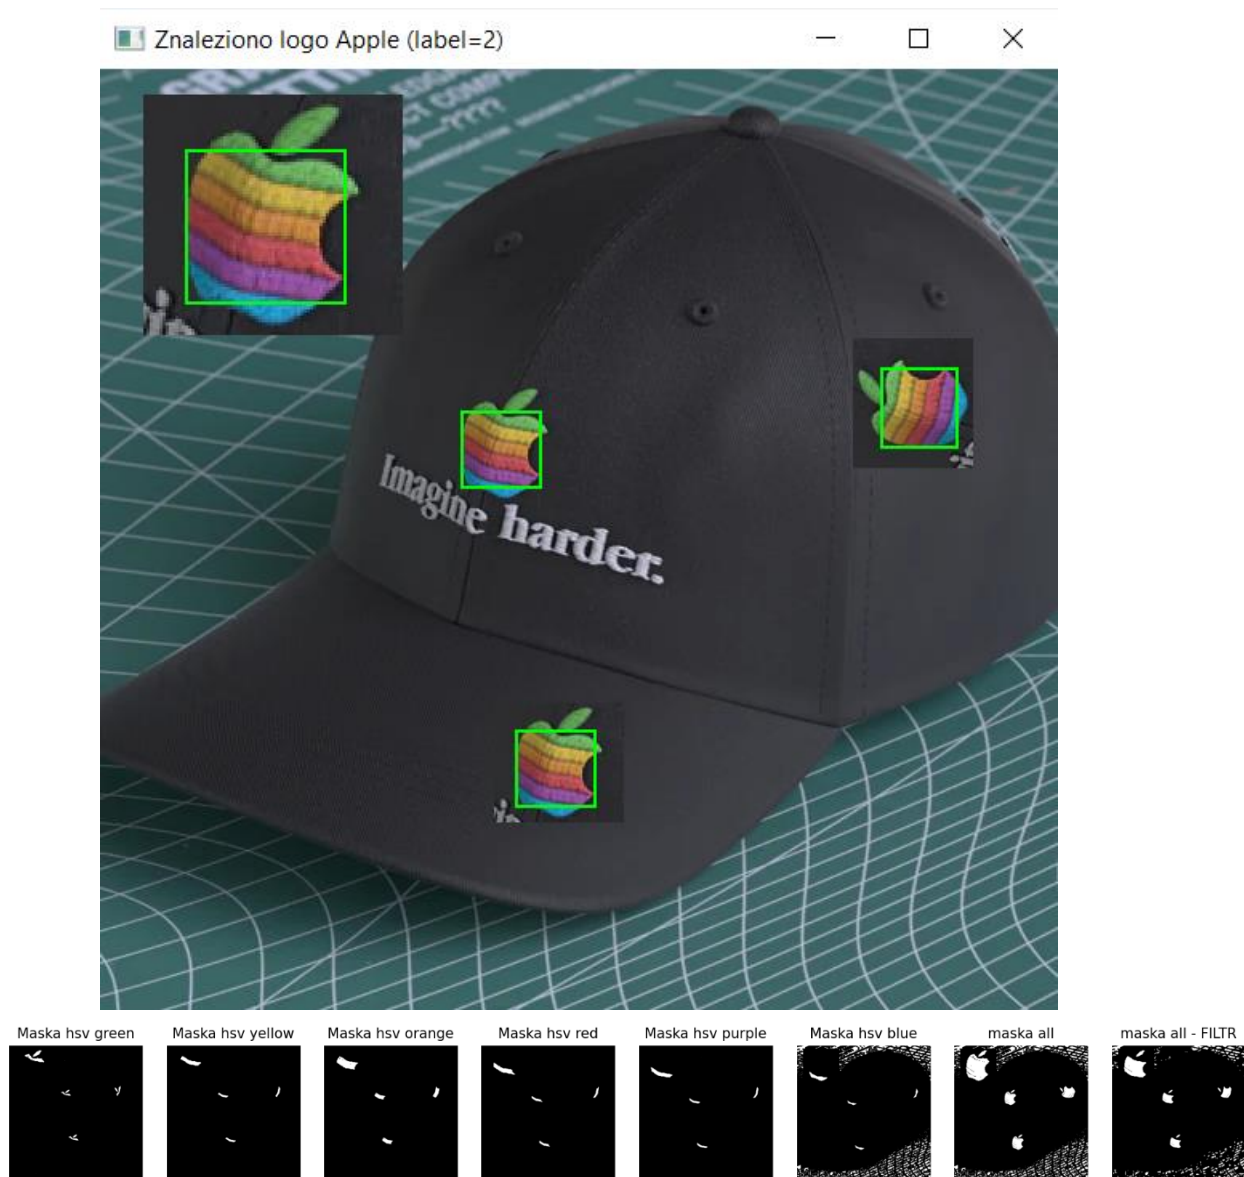 Znaleziono logo Apple (label=2)
Imagine harder.
Maska hsv green
Maska hsv yellow
Maska hsv orange
Maska hsv red
Maska hsv purple
Maska hsv blue
maska all
maska all - FILTR